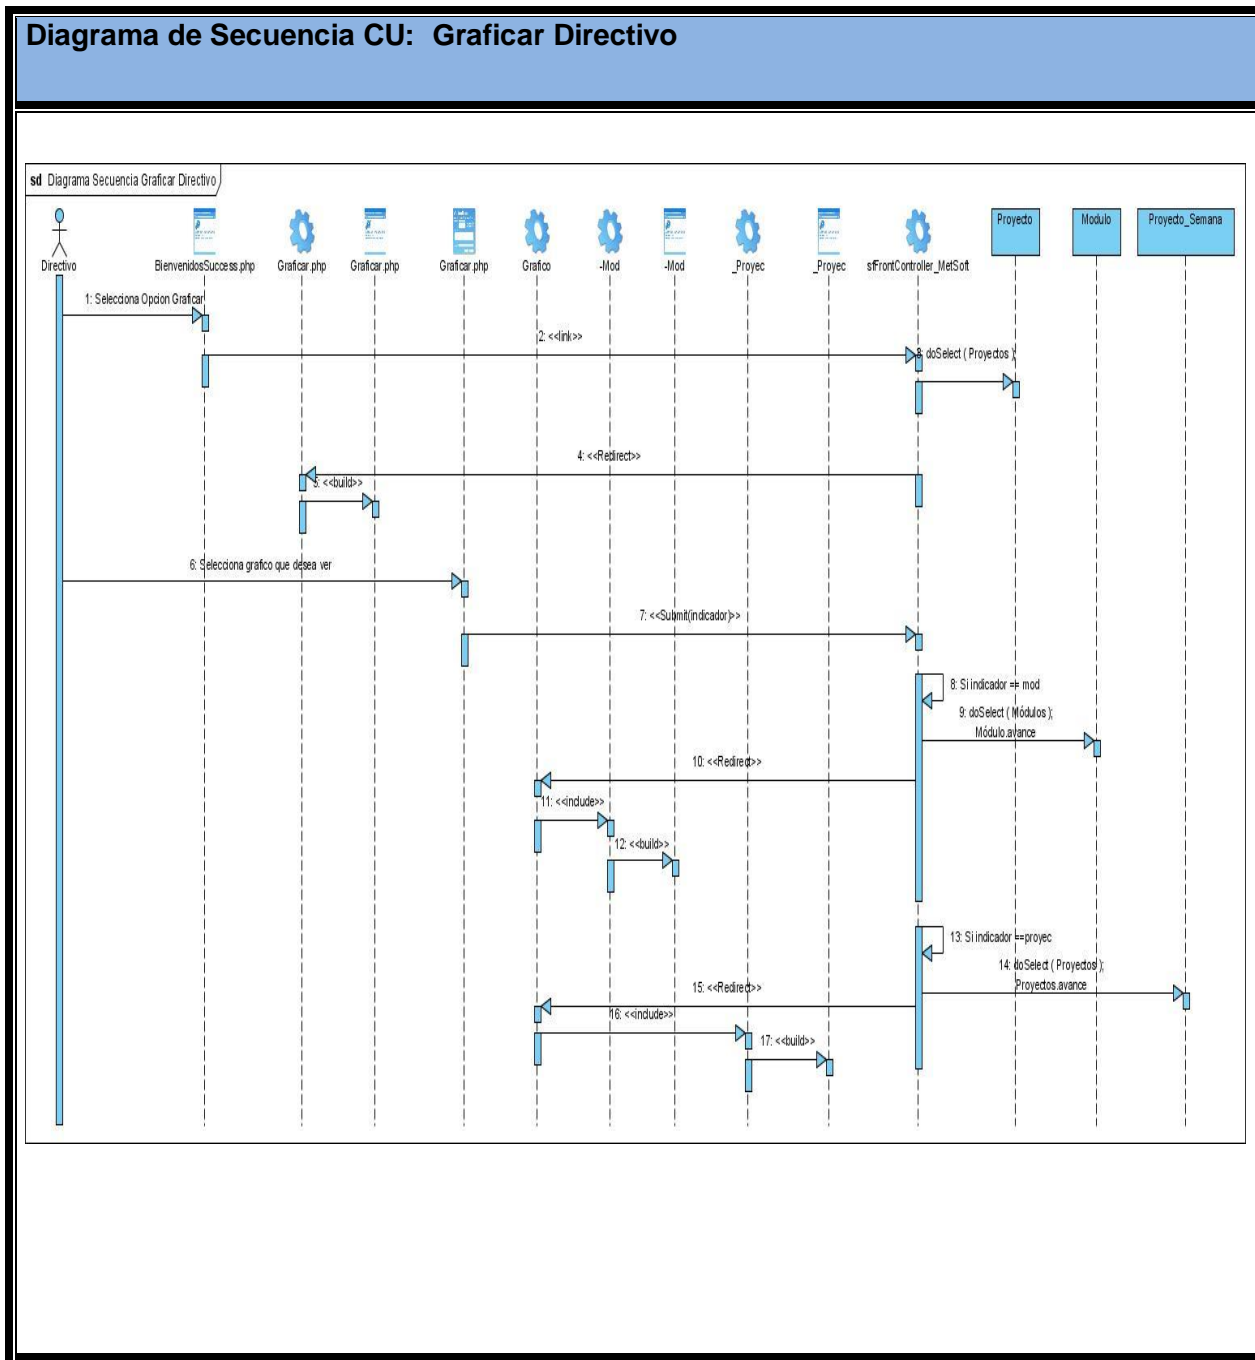 Diagrama de Secuencia CU: Graficar Directivo
sd Diagrama Secuencia Graficar Directivo
Directivo
BienvenidosSuccess.php
Graficar.php
Graficar.php
Graficar.php
Grafico
-Mod
-Mod
_Proyec
_Proyec
sfFrontController_MetSoft
Proyecto
Modulo
Proyecto_Semana
1: Selecciona Opcion Graficar
2: <<link>>
3: doSelect ( Proyectos );
4: <<Redirect>>
5: <<build>>
6: Selecciona grafico que desea ver
7: <<Submit(indicador)>>
8: Si indicador == mod
9: doSelect ( Módulos );
Módulo.avance
10: <<Redirect>>
11: <<include>>
12: <<build>>
13: Si indicador ==proyec
14: doSelect ( Proyectos );
Proyectos.avance
15: <<Redirect>>
16: <<include>>
17: <<build>>